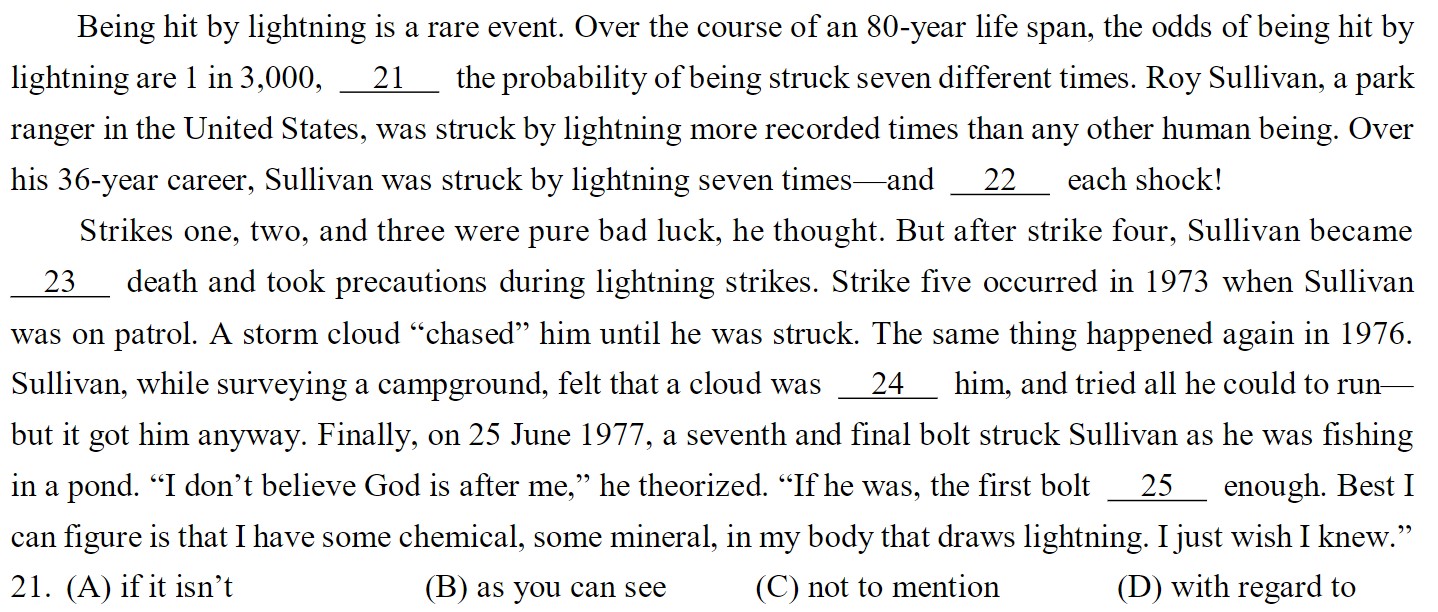 Being hit by lightning is a rare event. Over the course of an 80-year life span, the odds of being hit by
lightning are 1 in 3,000, 21 the probability of being struck seven different times. Roy Sullivan, a park
ranger in the United States, was struck by lightning more recorded times than any other human being. Over
his 36-year career, Sullivan was struck by lightning seven times—and 22 each shock!
Strikes one, two, and three were pure bad luck, he thought. But after strike four, Sullivan became
23 death and took precautions during lightning strikes. Strike five occurred in 1973 when Sullivan
was on patrol. A storm cloud “chased” him until he was struck. The same thing happened again in 1976.
Sullivan, while surveying a campground, felt that a cloud was 24 him, and tried all he could to run—
but it got him anyway. Finally, on 25 June 1977, a seventh and final bolt struck Sullivan as he was fishing
in a pond. “I don’t believe God is after me,” he theorized. “If he was, the first bolt 25 enough. Best I
can figure is that I have some chemical, some mineral, in my body that draws lightning. I just wish I knew.”
21. (A) if it isn’t (B) as you can see (C) not to mention (D) with regard to